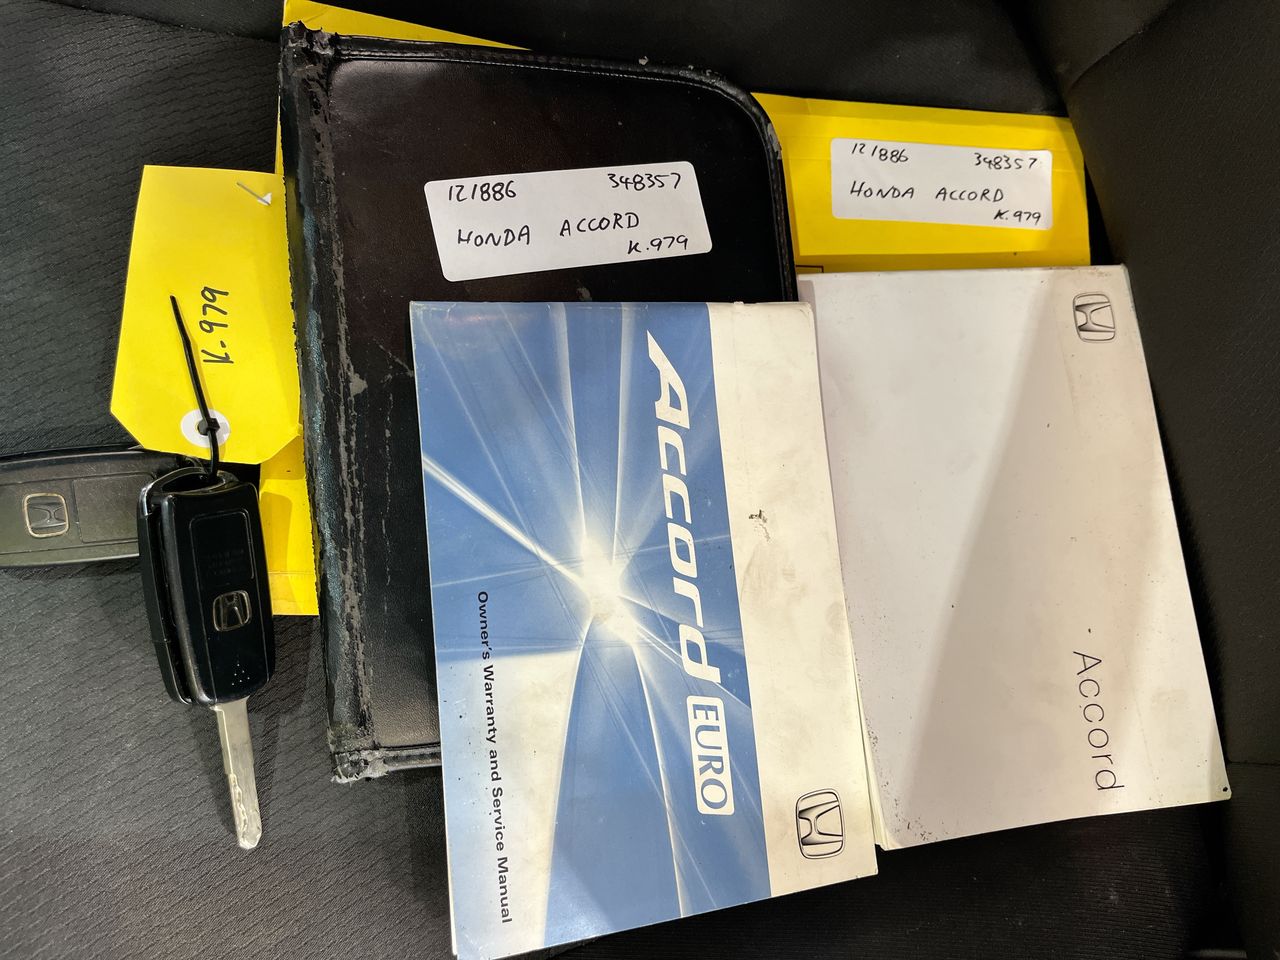 121886 348357
HONDA ACCORD
K.979
121886 348357
HONDA ACCORD
K.979
K-979
Accord EURO
Owner's Warranty and Service Manual
Accord